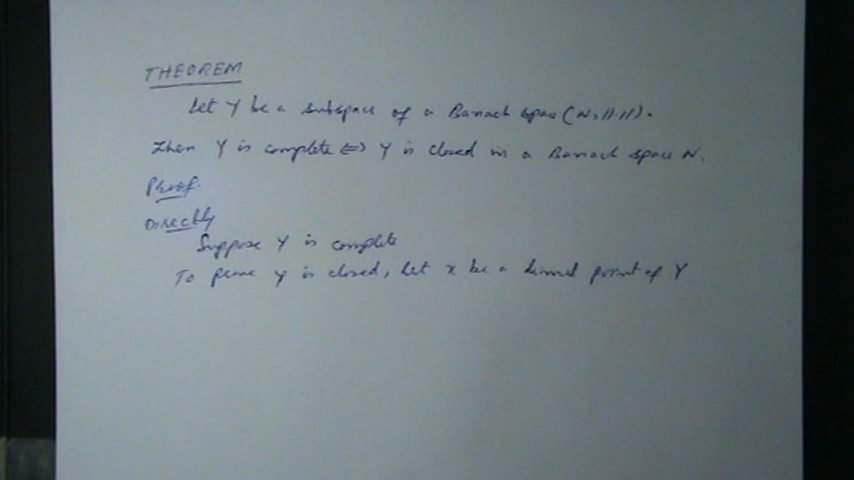 THEOREM
Let Y be a subspace of a Banach space (N, ||.||).
Then Y is complete ⇔ Y is closed in a Banach space N.
Proof.
Directly
Suppose Y is complete
To prove Y is closed, Let x be a limit point of Y